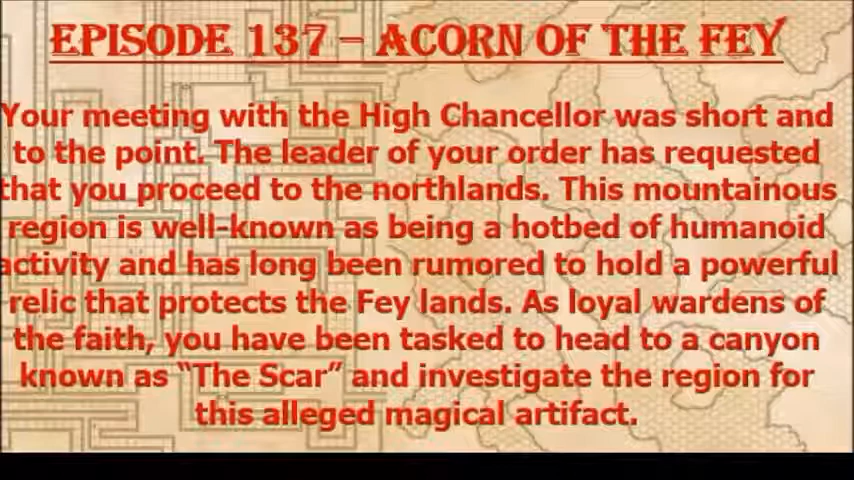 EPISODE 137 – ACORN OF THE FEY
Your meeting with the High Chancellor was short and
to the point. The leader of your order has requested
that you proceed to the northlands. This mountainous
region is well-known as being a hotbed of humanoid
activity and has long been rumored to hold a powerful
relic that protects the Fey lands. As loyal wardens of
the faith, you have been tasked to head to a canyon
known as “The Scar” and investigate the region for
this alleged magical artifact.